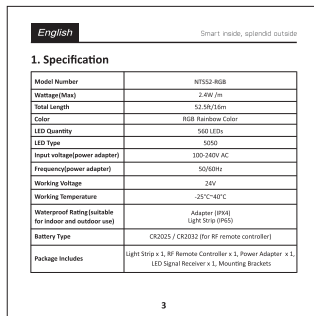 English
Smart inside, splendid outside
1. Specification
Model Number NTS52-RGB
Wattage(Max) 2.4W /m
Total Length 52.5ft/16m
Color RGB Rainbow Color
LED Quantity 560 LEDs
LED Type 5050
Input voltage(power adapter) 100-240V AC
Frequency(power adapter) 50/60Hz
Working Voltage 24V
Working Temperature -25°C~40°C
Waterproof Rating(suitable for indoor and outdoor use) Adapter (IPX4)
Light Strip (IP65)
Battery Type CR2025 / CR2032 (for RF remote controller)
Package Includes Light Strip x 1, RF Remote Controller x 1, Power Adapter x 1,
LED Signal Receiver x 1, Mounting Brackets
3